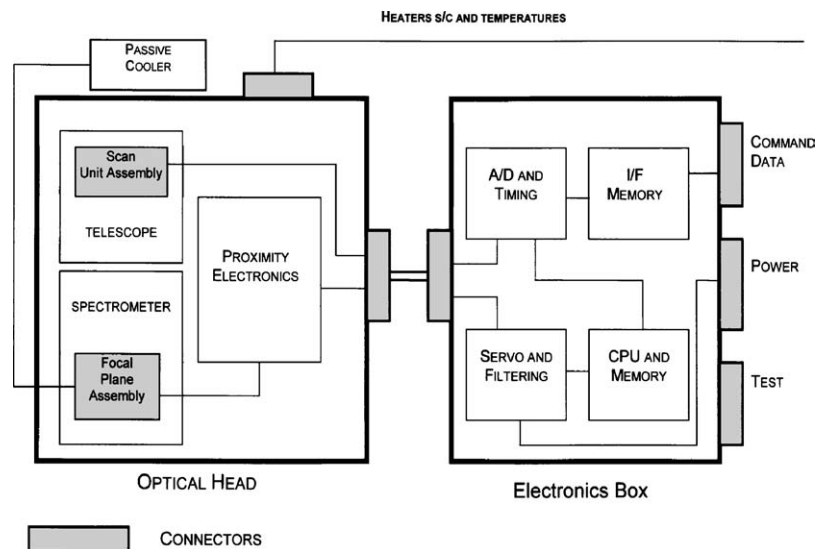 HEATERS S/C AND TEMPERATURES
PASSIVE
COOLER
Scan
Unit Assembly
TELESCOPE
PROXIMITY
ELECTRONICS
SPECTROMETER
Focal
Plane
Assembly
OPTICAL HEAD
A/D AND
TIMING
I/F
MEMORY
SERVO AND
FILTERING
CPU AND
MEMORY
COMMAND
DATA
POWER
TEST
Electronics Box
CONNECTORS